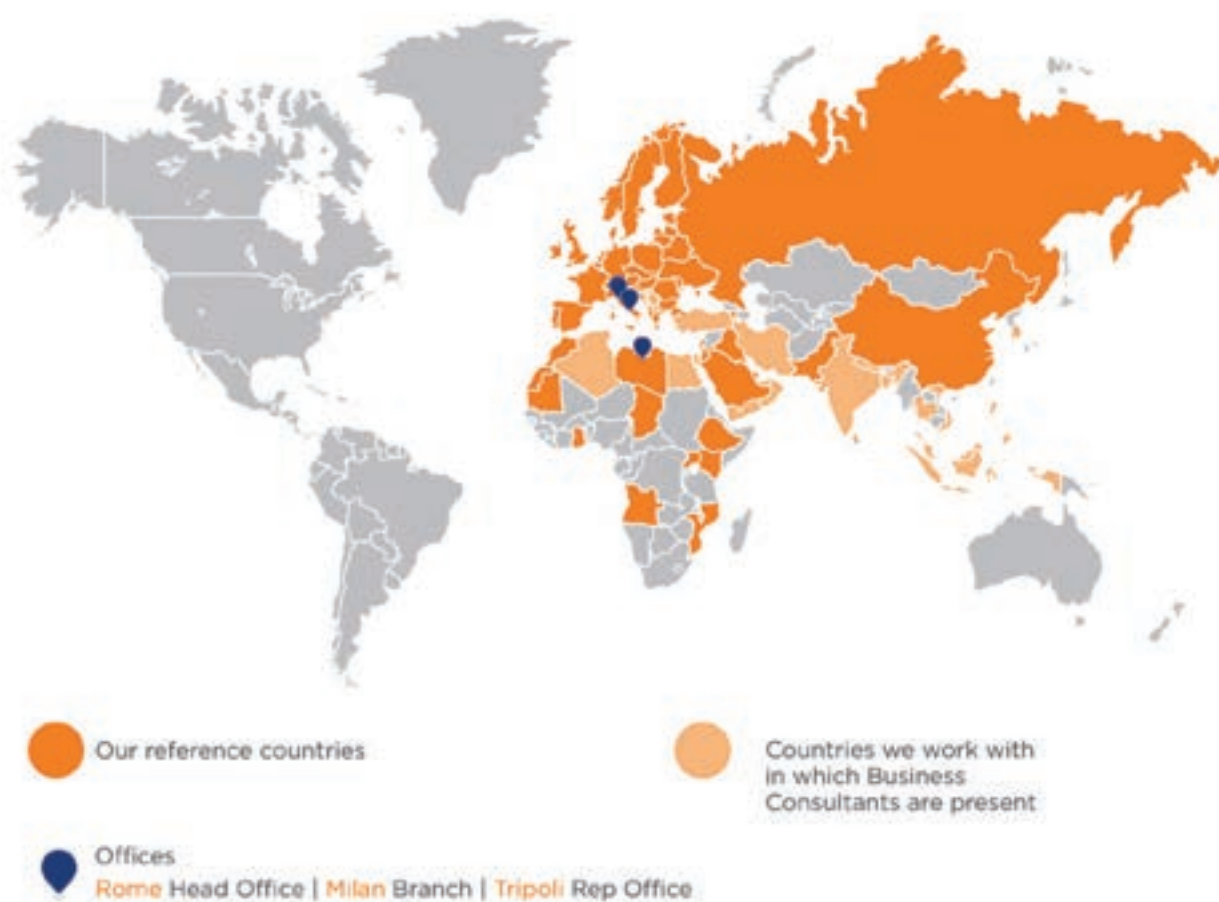 Our reference countries
Countries we work with
in which Business
Consultants are present
Offices
Rome Head Office | Milan Branch | Tripoli Rep Office